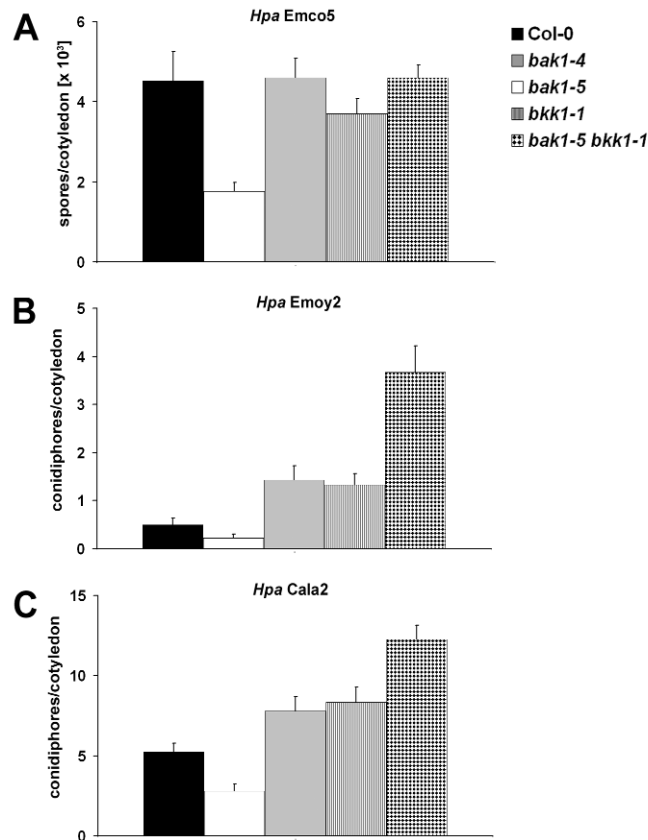 A
Hpa Emco5
spores/cotyledon [x 10³]
6
4
2
0
Col-0
bak1-4
bak1-5
bkk1-1
bak1-5 bkk1-1
B
Hpa Emoy2
conidiphores/cotyledon
5
4
3
2
1
0
C
Hpa Cala2
conidiphores/cotyledon
15
10
5
0